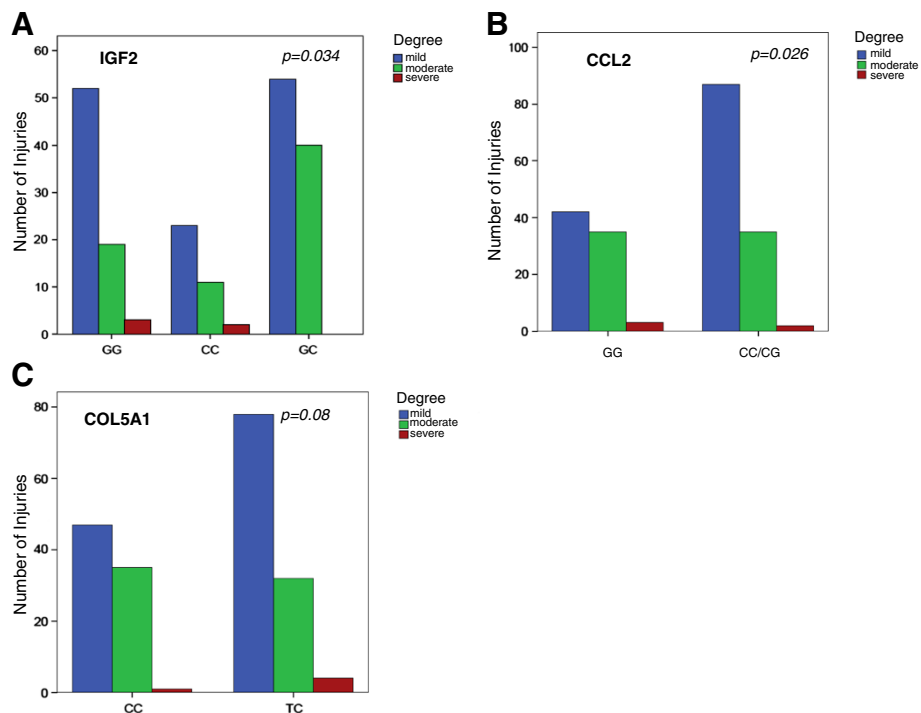 A
IGF2
p=0.034
Degree
mild
moderate
severe
60
50
40
30
20
10
0
Number of Injuries
GG
CC
GC
B
CCL2
p=0.026
Degree
mild
moderate
severe
100
80
60
40
20
0
Number of Injuries
GG
CC/CG
C
COL5A1
p=0.08
Degree
mild
moderate
severe
80
60
40
20
0
Number of Injuries
CC
TC